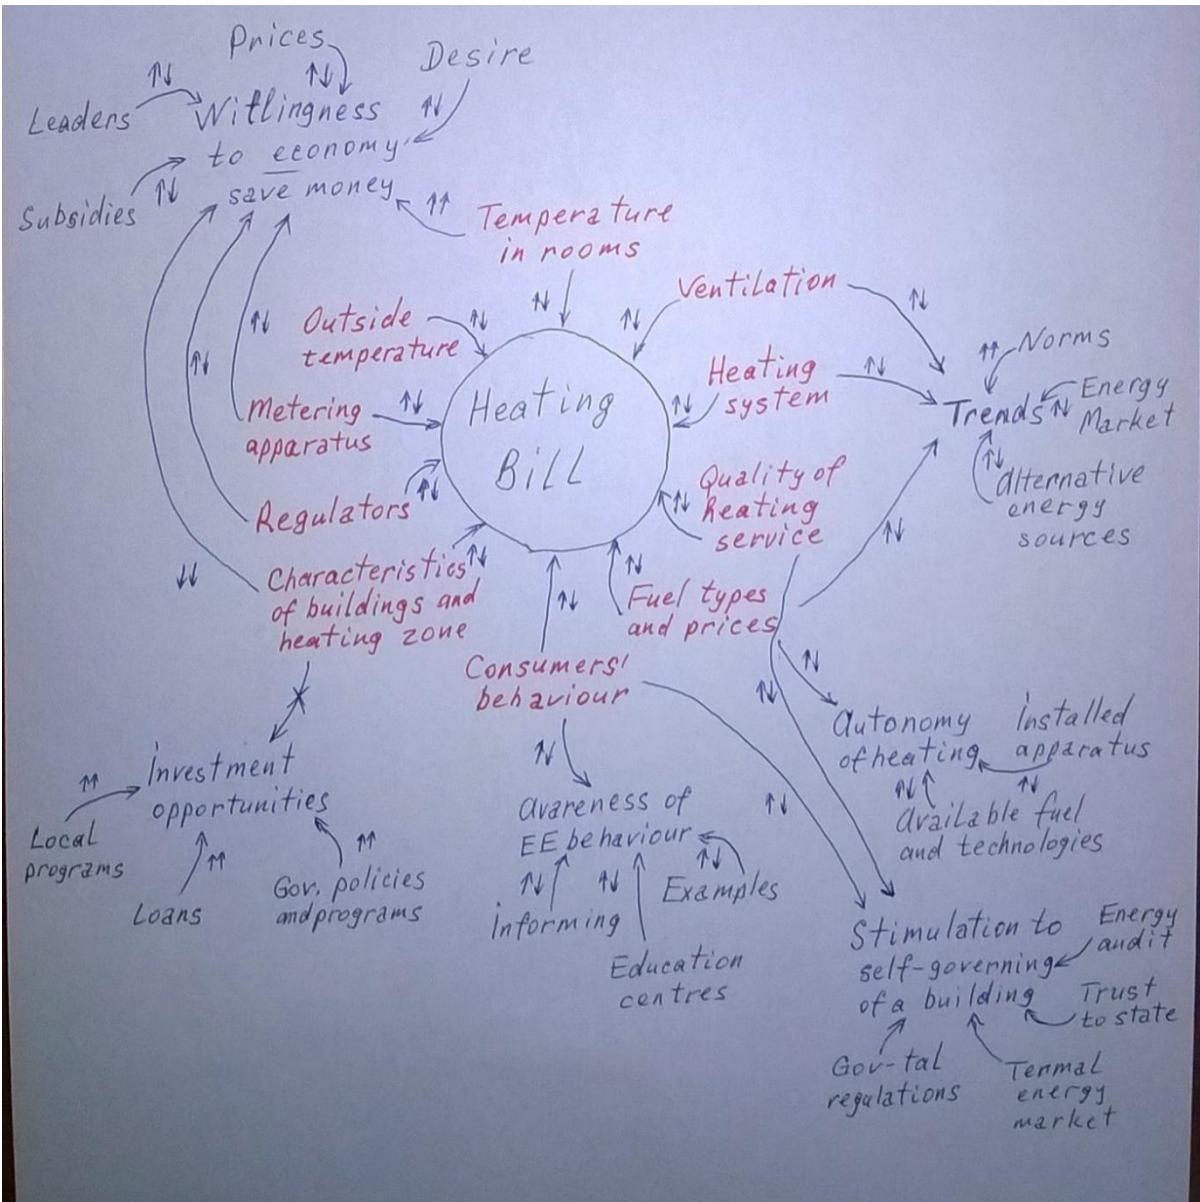 Prices
Desire
Leaders
Willingness
to economy
save money
Subsidies
Temperature
in rooms
Ventilation
Outside
temperature
Heating
system
Norms
Energy
Market
Trends
Alternative
energy
sources
Metering
apparatus
Heating
Bill
Regulators
Quality of
heating
service
Characteristics
of buildings and
heating zone
Fuel types
and prices
Consumers'
behaviour
Investment
opportunities
Local
programs
Loans
Gov. policies
and programs
avareness of
EE behaviour
Informing
Examples
Education
centres
Autonomy
of heating
Installed
apparatus
Available fuel
and technologies
Stimulation to
self-governing
of a building
Energy
audit
Trust
to state
Gov-tal
regulations
Termal
energy
market